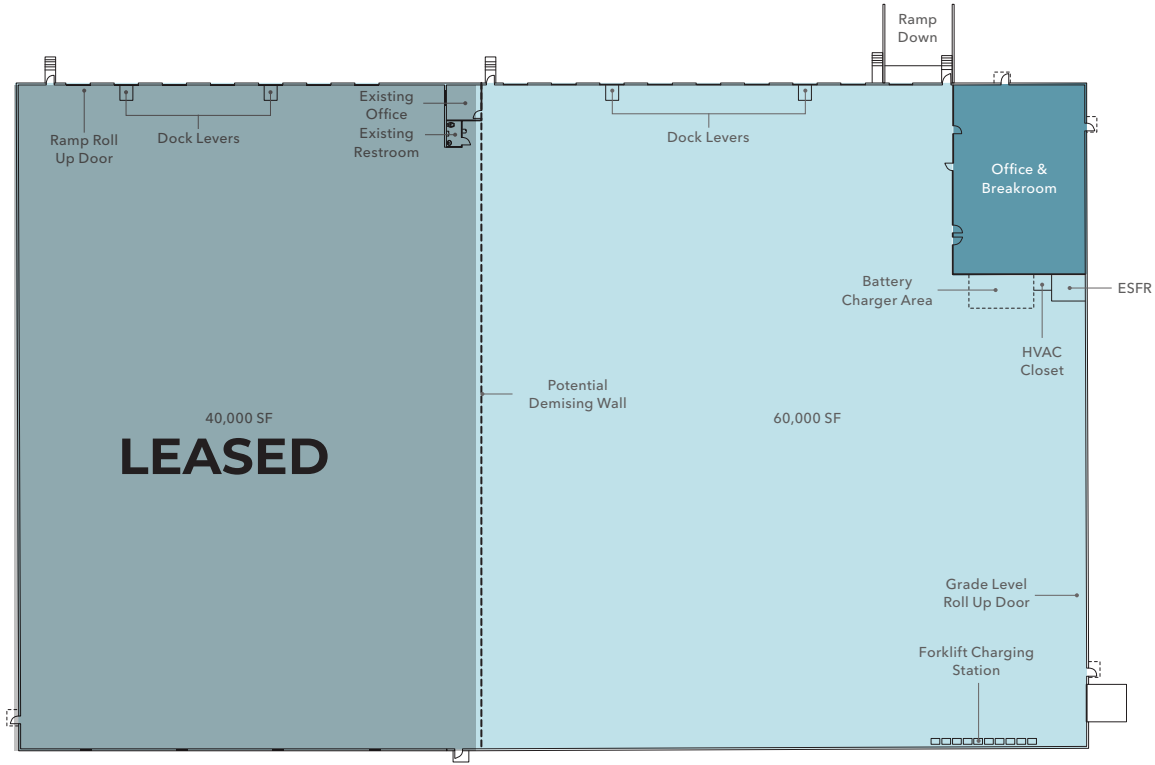 Ramp
Down
Existing
Office
Existing
Restroom
Ramp Roll
Up Door
Dock Levers
Dock Levers
Office &
Breakroom
Battery
Charger Area
ESFR
HVAC
Closet
Potential
Demising Wall
40,000 SF
LEASED
60,000 SF
Grade Level
Roll Up Door
Forklift Charging
Station